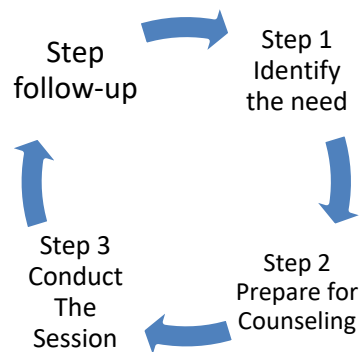 Step 1
Identify
the need
Step 2
Prepare for
Counseling
Step 3
Conduct
The
Session
Step
follow-up